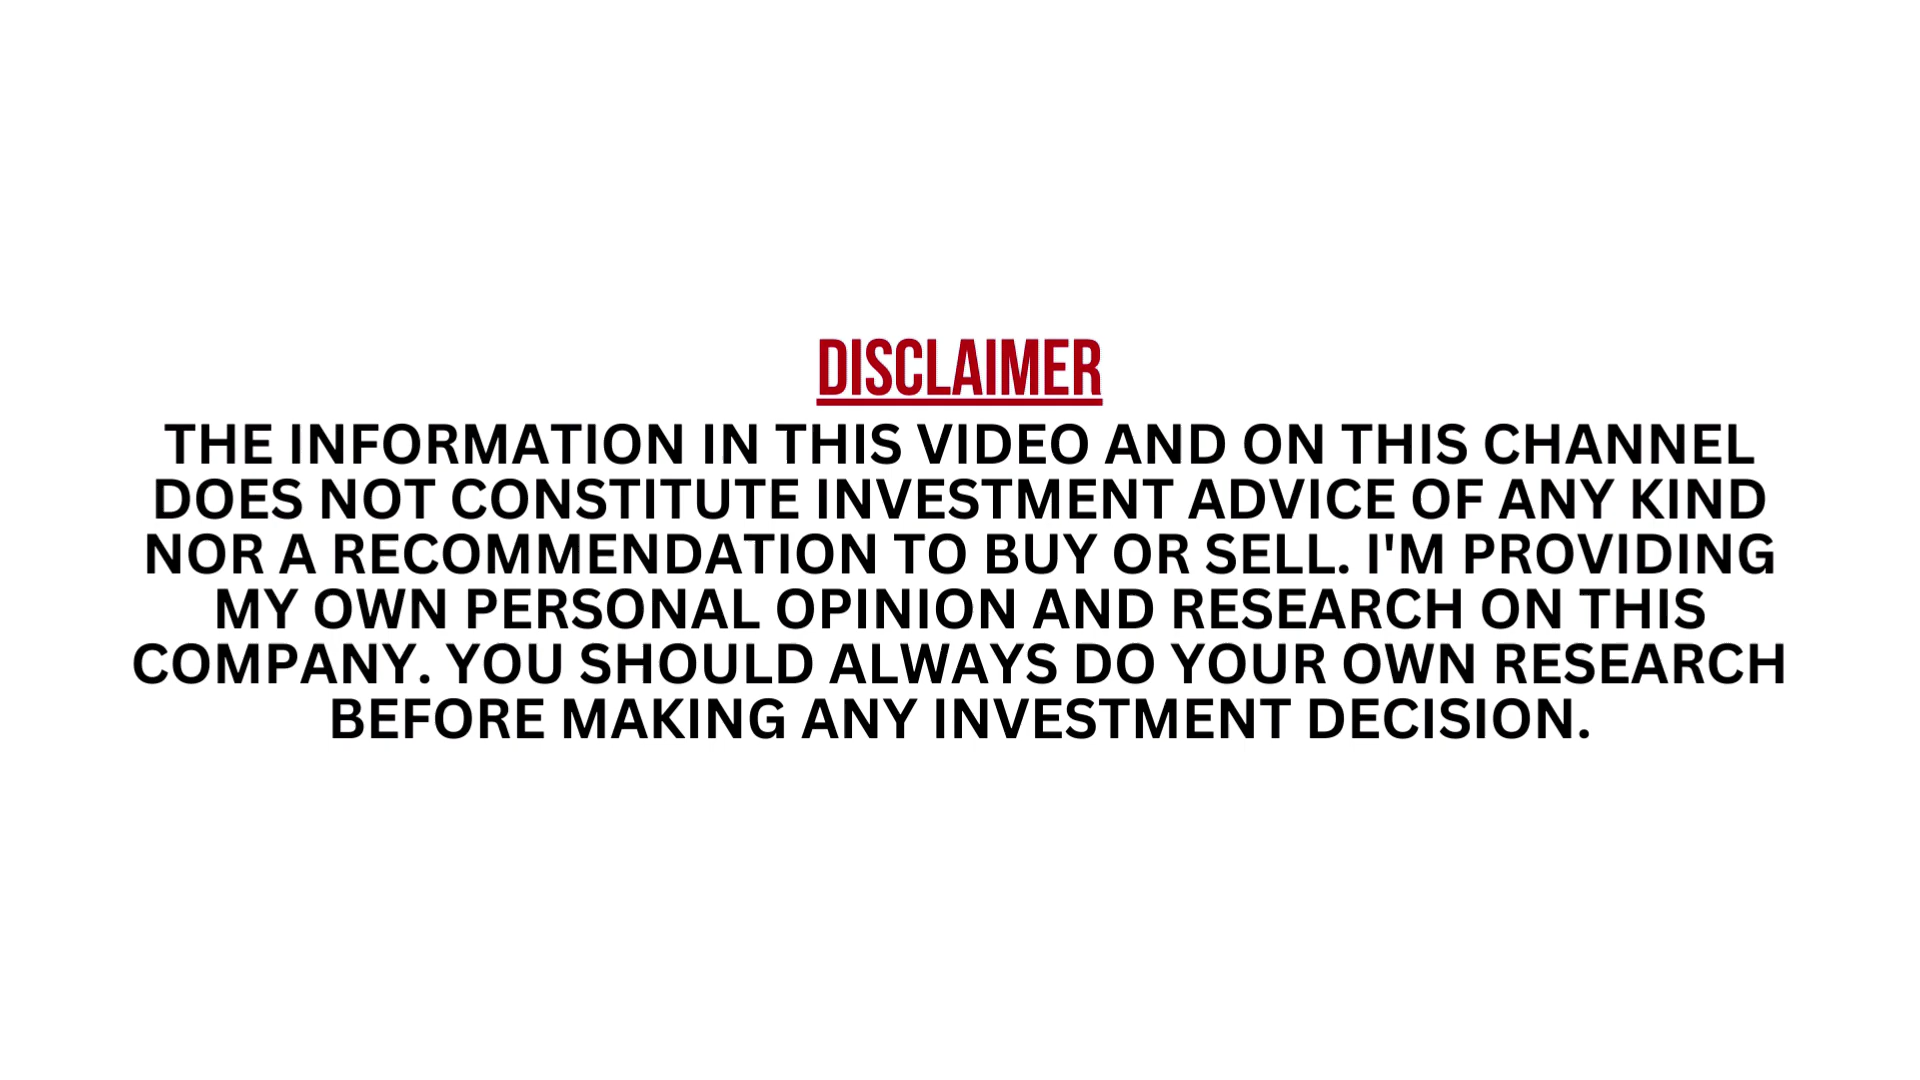 DISCLAIMER
THE INFORMATION IN THIS VIDEO AND ON THIS CHANNEL
DOES NOT CONSTITUTE INVESTMENT ADVICE OF ANY KIND
NOR A RECOMMENDATION TO BUY OR SELL. I'M PROVIDING
MY OWN PERSONAL OPINION AND RESEARCH ON THIS
COMPANY. YOU SHOULD ALWAYS DO YOUR OWN RESEARCH
BEFORE MAKING ANY INVESTMENT DECISION.